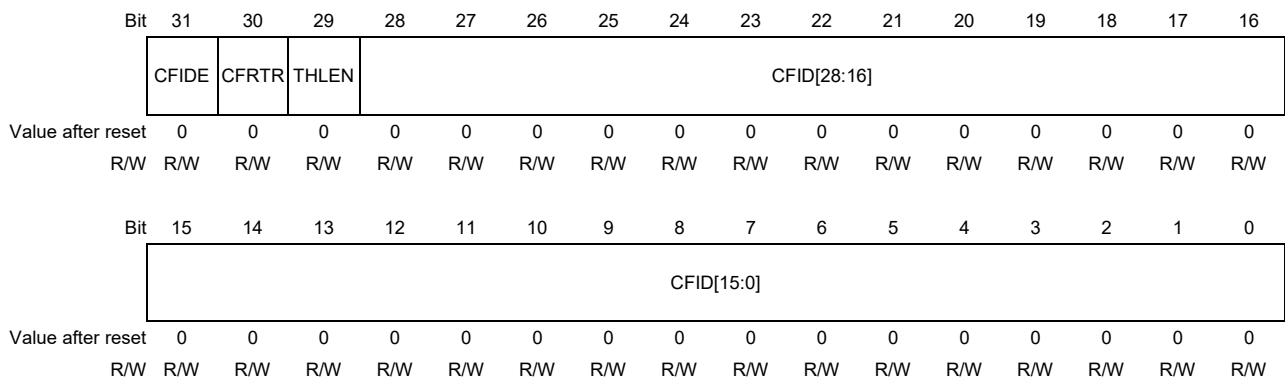 Bit 31 30 29 28 27 26 25 24 23 22 21 20 19 18 17 16
CFIDE CFRTR THLEN CFID[28:16]
Value after reset 0 0 0 0 0 0 0 0 0 0 0 0 0 0 0 0
R/W R/W R/W R/W R/W R/W R/W R/W R/W R/W R/W R/W R/W R/W R/W R/W R/W
Bit 15 14 13 12 11 10 9 8 7 6 5 4 3 2 1 0
CFID[15:0]
Value after reset 0 0 0 0 0 0 0 0 0 0 0 0 0 0 0 0
R/W R/W R/W R/W R/W R/W R/W R/W R/W R/W R/W R/W R/W R/W R/W R/W R/W